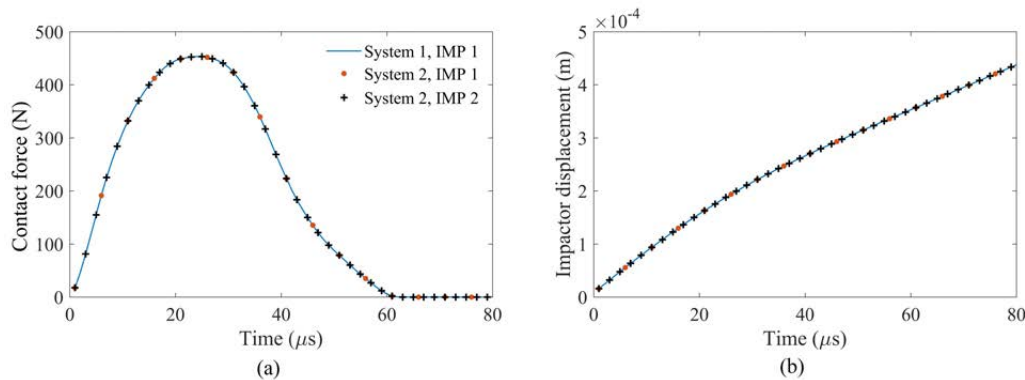 500
400
300
200
100
0
Contact force (N)
System 1, IMP 1
System 2, IMP 1
System 2, IMP 2
0 20 40 60 80
Time (μs)
(a)
×10⁻⁴
5
4
3
2
1
0
Impactor displacement (m)
0 20 40 60 80
Time (μs)
(b)